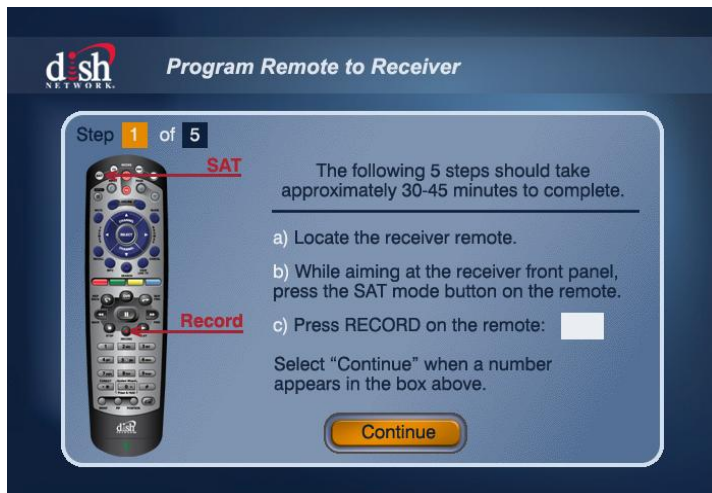 dish
NETWORK.
Program Remote to Receiver
Step 1 of 5
SAT
The following 5 steps should take
approximately 30-45 minutes to complete.
a) Locate the receiver remote.
b) While aiming at the receiver front panel,
press the SAT mode button on the remote.
Record
c) Press RECORD on the remote:
Select “Continue” when a number
appears in the box above.
SELECT
dish
NETWORK
Continue